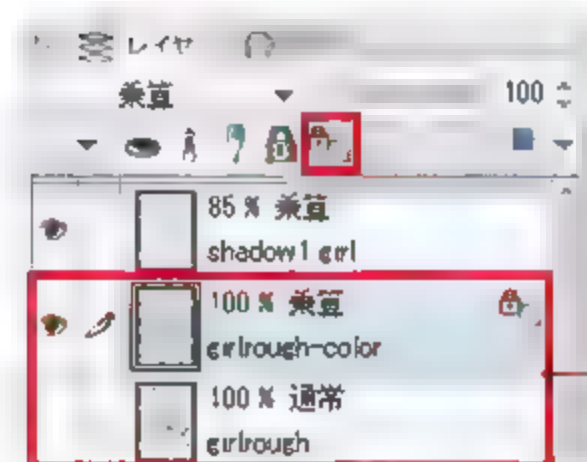 レイヤ
乗算
100
85 % 乗算
shadow1 girl
100 % 乗算
girlrough-color
100 % 通常
girlrough